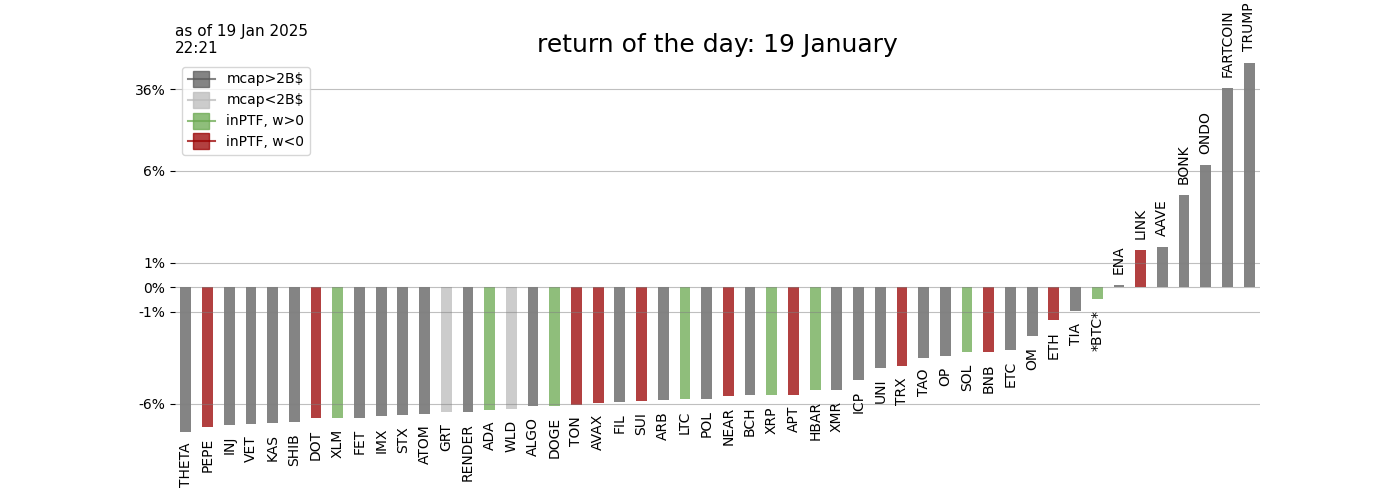 as of 19 Jan 2025
22:21
return of the day: 19 January
mcap>2B$
mcap<2B$
inPTF, w>0
inPTF, w<0
36%
6%
1%
0%
-1%
-6%
THETA
PEPE
INJ
VET
KAS
SHIB
DOT
XLM
FET
IMX
STX
ATOM
GRT
RENDER
ADA
WLD
ALGO
DOGE
TON
AVAX
FIL
SUI
ARB
LTC
POL
NEAR
BCH
XRP
APT
HBAR
XMR
ICP
UNI
TRX
TAO
OP
SOL
BNB
ETC
OM
ETH
TIA
*BTC*
ENA
LINK
AAVE
BONK
ONDO
FARTCOIN
TRUMP